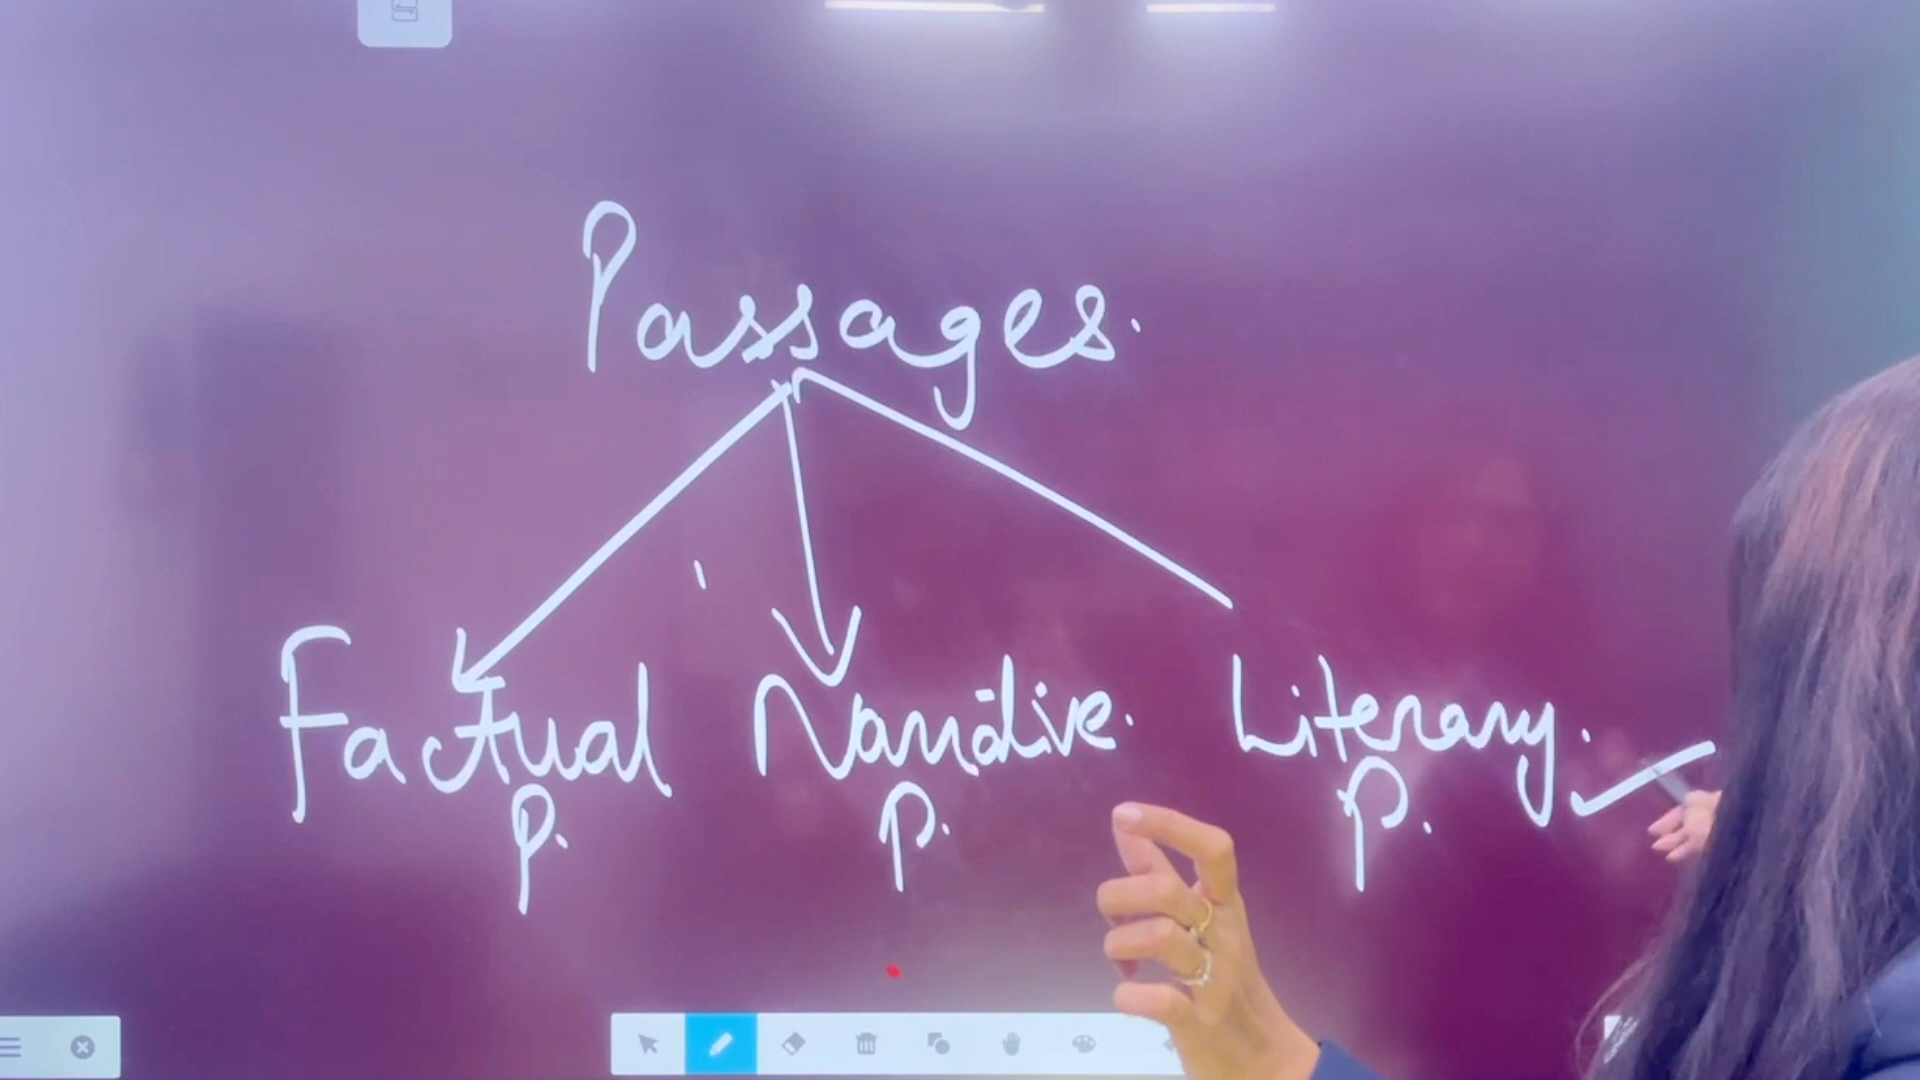 Passages.
Factual Narrative. Literary.
P. P. P.